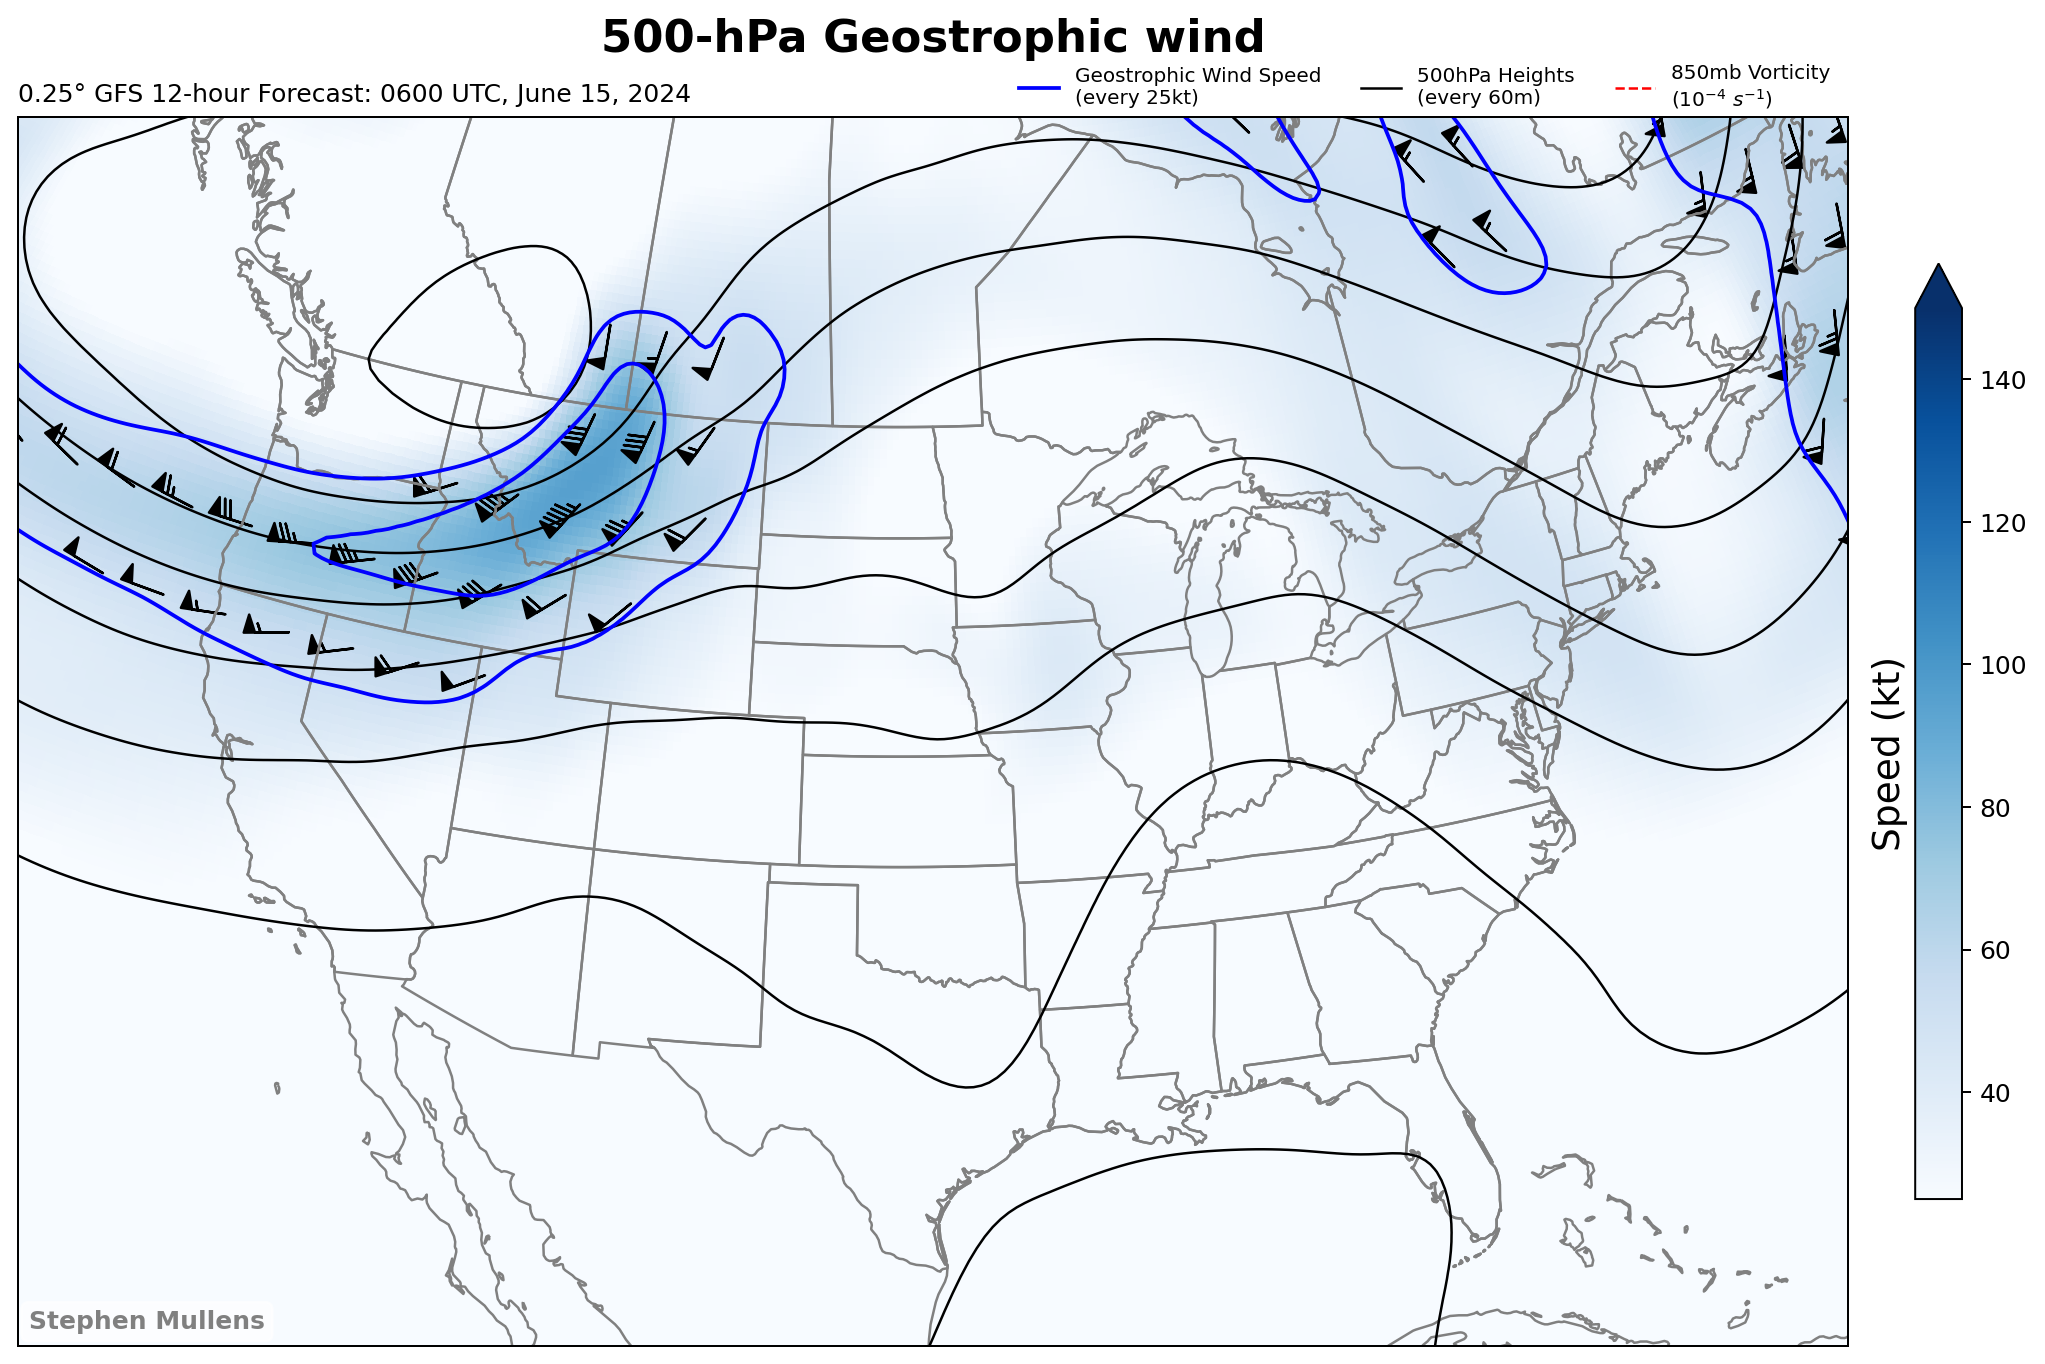 500-hPa Geostrophic wind
0.25° GFS 12-hour Forecast: 0600 UTC, June 15, 2024
Geostrophic Wind Speed
(every 25kt)
500hPa Heights
(every 60m)
850mb Vorticity
(10⁻⁴ s⁻¹)
140
120
100
80
60
40
Speed (kt)
Stephen Mullens